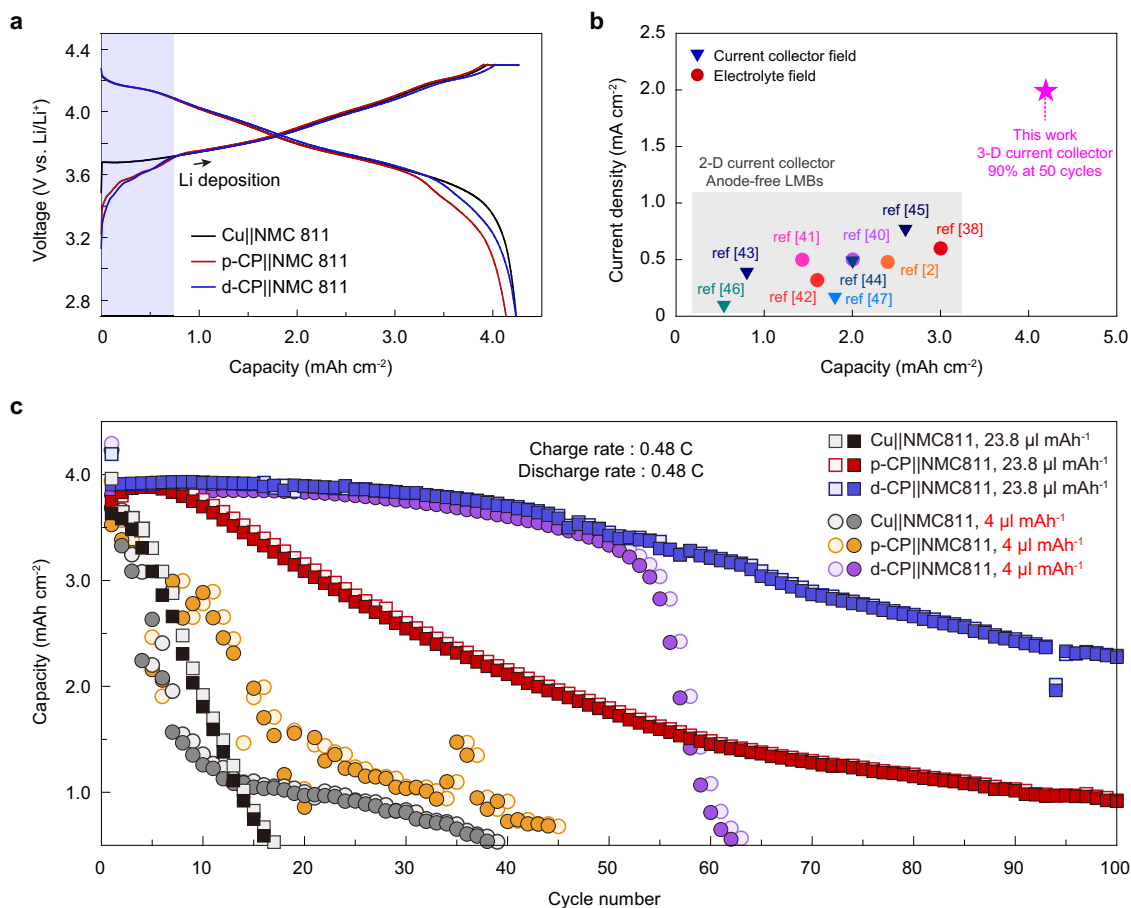 a
4.4
4.0
3.6
3.2
2.8
Voltage (V vs. Li/Li⁺)
Li deposition
Cu||NMC 811
p-CP||NMC 811
d-CP||NMC 811
0.0
1.0
2.0
3.0
4.0
Capacity (mAh cm⁻²)
b
2.5
2.0
1.5
1.0
0.5
0
Current density (mA cm⁻²)
Current collector field
Electrolyte field
This work
3-D current collector
90% at 50 cycles
2-D current collector
Anode-free LMBs
ref [45]
ref [38]
ref [41]
ref [40]
ref [43]
ref [2]
ref [46]
ref [44]
ref [42]
ref [47]
1.0
2.0
3.0
4.0
5.0
Capacity (mAh cm⁻²)
c
Charge rate : 0.48 C
Discharge rate : 0.48 C
Cu||NMC811, 23.8 µl mAh⁻¹
p-CP||NMC811, 23.8 µl mAh⁻¹
d-CP||NMC811, 23.8 µl mAh⁻¹
Cu||NMC811, 4 µl mAh⁻¹
p-CP||NMC811, 4 µl mAh⁻¹
d-CP||NMC811, 4 µl mAh⁻¹
4.0
3.0
2.0
1.0
Capacity (mAh cm⁻²)
0
10
20
30
40
50
60
70
80
90
100
Cycle number